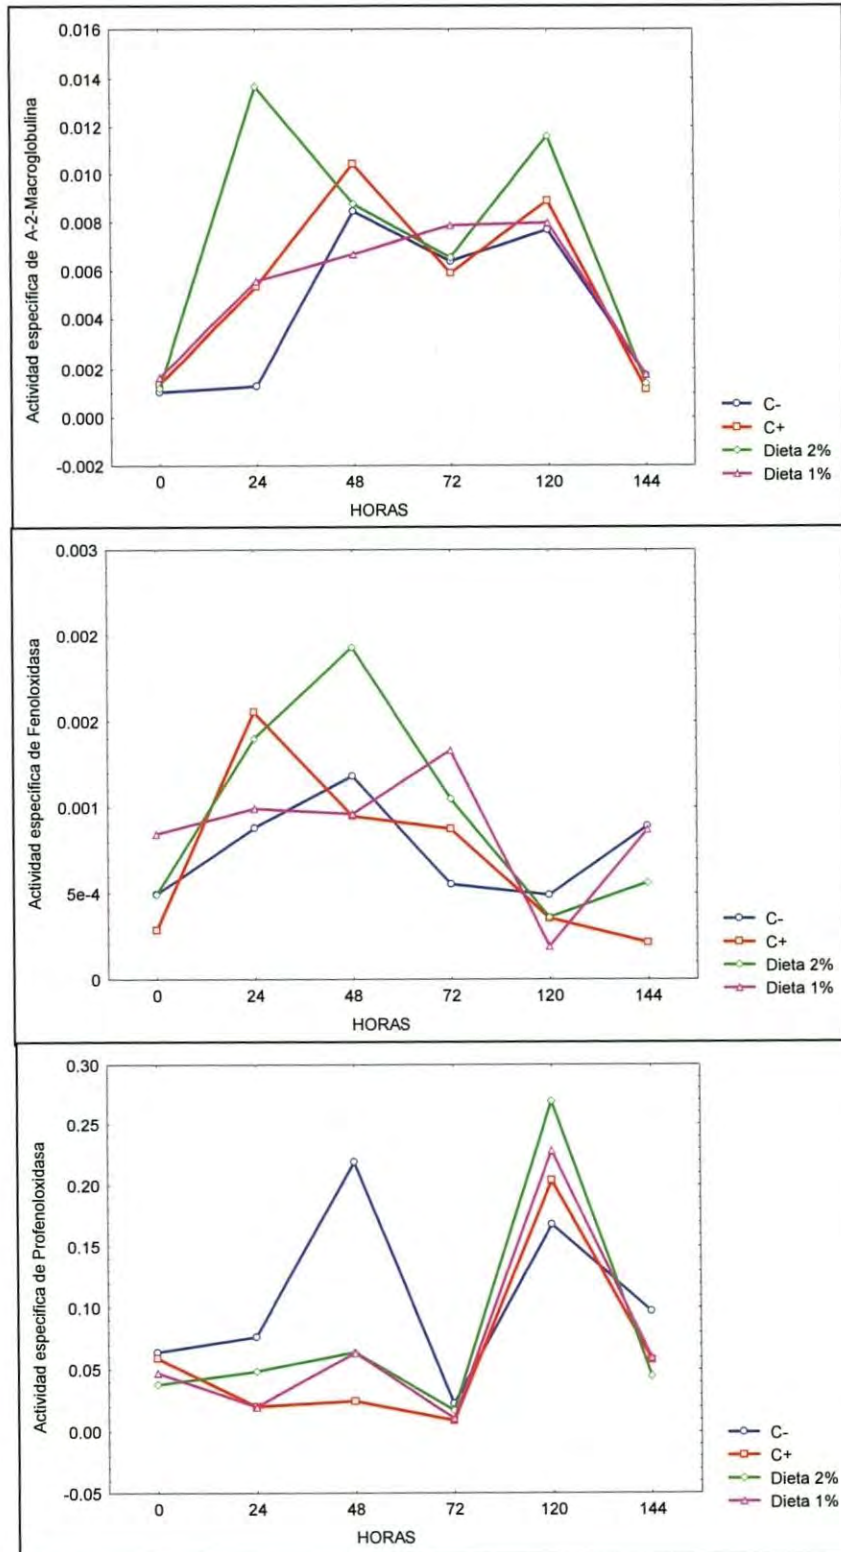 Actividad específica de A-2-Macroglobulina
0.016
0.014
0.012
0.010
0.008
0.006
0.004
0.002
0.000
-0.002
0 24 48 72 120 144
HORAS
C-
C+
Dieta 2%
Dieta 1%
Actividad específica de Fenoloxidasa
0.003
0.002
0.002
0.001
5e-4
0
0 24 48 72 120 144
HORAS
C-
C+
Dieta 2%
Dieta 1%
Actividad específica de Profenoloxidasa
0.30
0.25
0.20
0.15
0.10
0.05
0.00
-0.05
0 24 48 72 120 144
HORAS
C-
C+
Dieta 2%
Dieta 1%